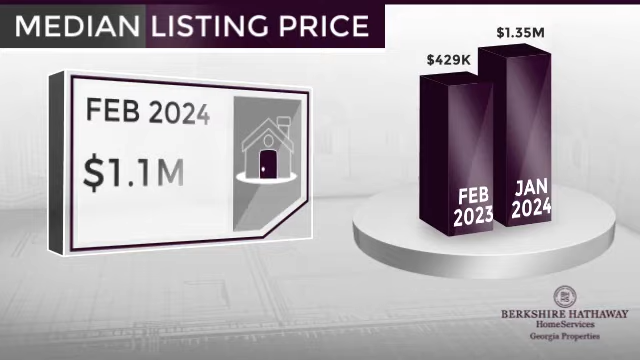 MEDIAN LISTING PRICE
FEB 2024
$1.1M
$429K
$1.35M
FEB
2023
JAN
2024
BERKSHIRE HATHAWAY
HomeServices
Georgia Properties